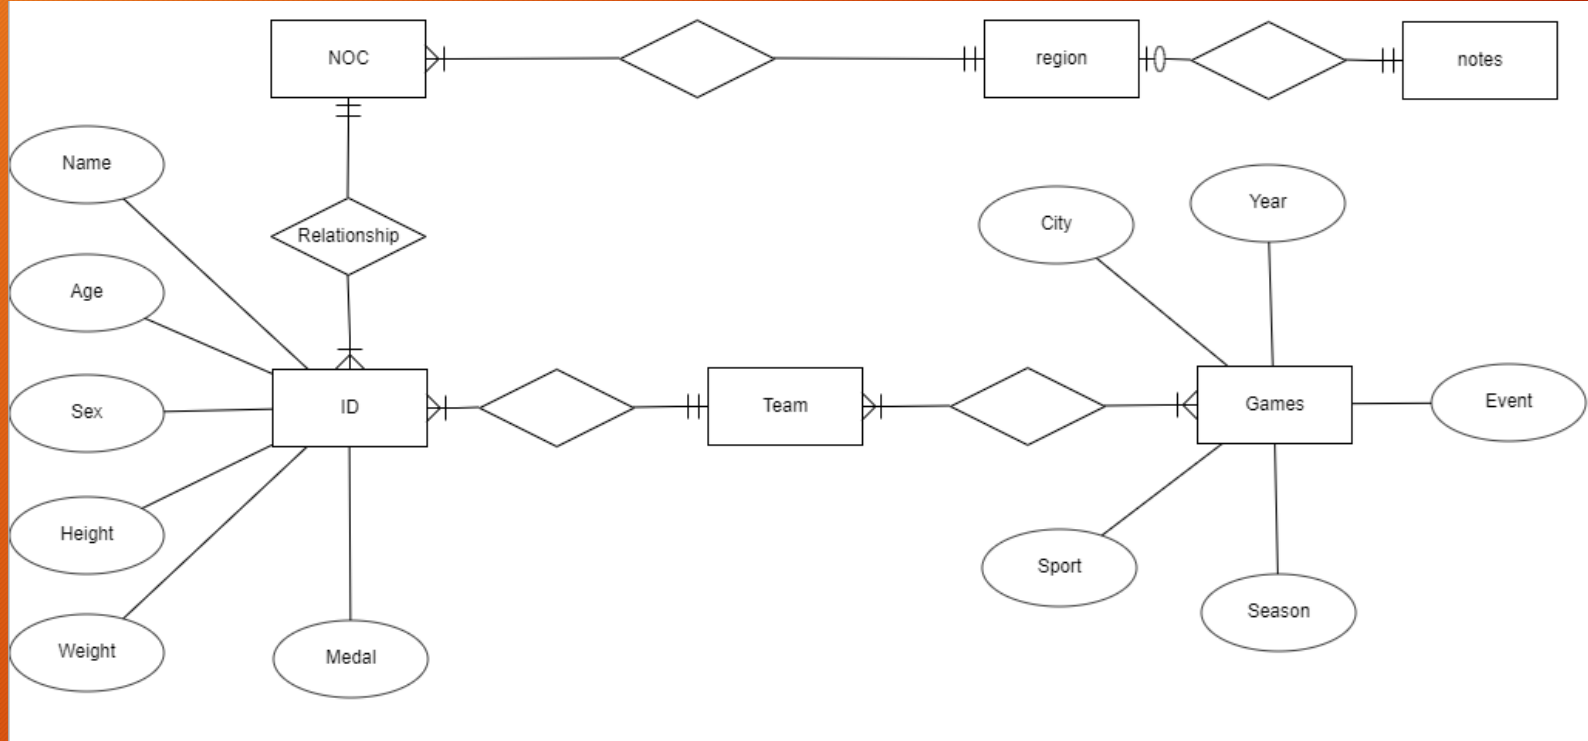 NOC
region
notes
Name
Year
City
Relationship
Age
Event
ID
Team
Games
Sex
Height
Sport
Season
Weight
Medal